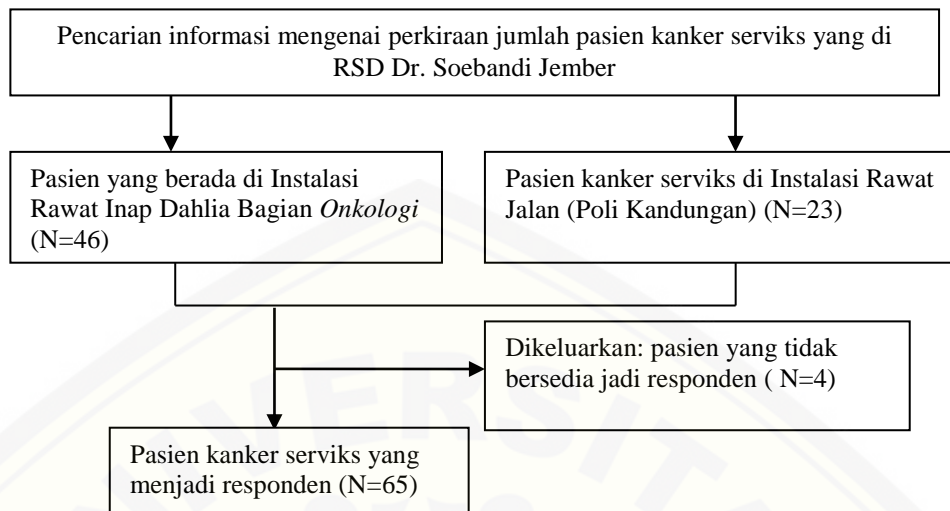 Pencarian informasi mengenai perkiraan jumlah pasien kanker serviks yang di
RSD Dr. Soebandi Jember
Pasien yang berada di Instalasi
Rawat Inap Dahlia Bagian Onkologi
(N=46)
Pasien kanker serviks di Instalasi Rawat
Jalan (Poli Kandungan) (N=23)
Dikeluarkan: pasien yang tidak
bersedia jadi responden ( N=4)
Pasien kanker serviks yang
menjadi responden (N=65)